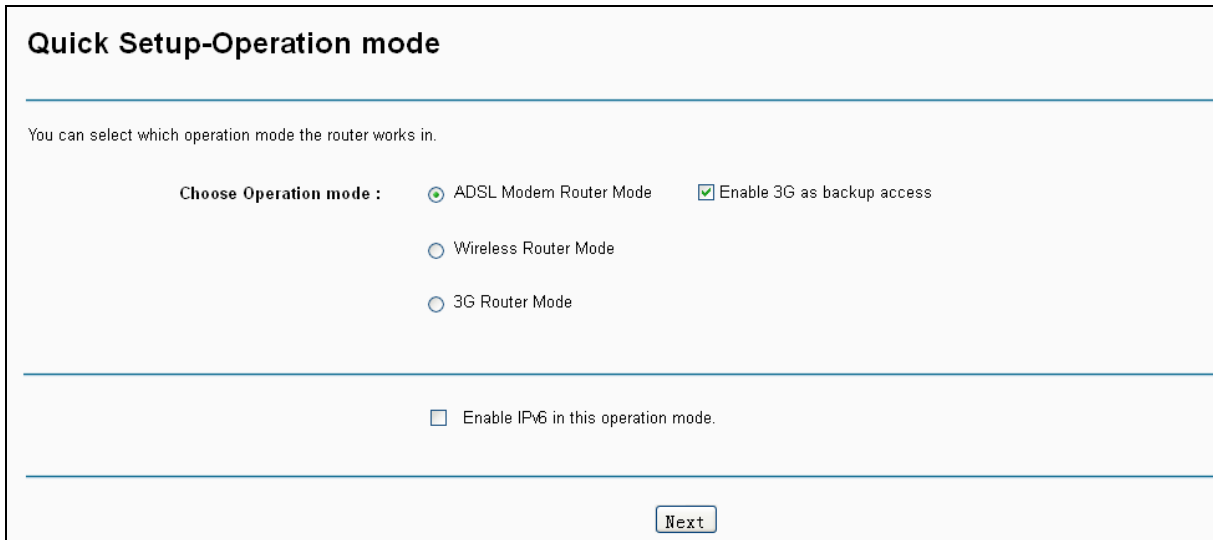 Quick Setup-Operation mode
You can select which operation mode the router works in.
Choose Operation mode : ADSL Modem Router Mode Enable 3G as backup access
Wireless Router Mode
3G Router Mode
Enable IPv6 in this operation mode.
Next